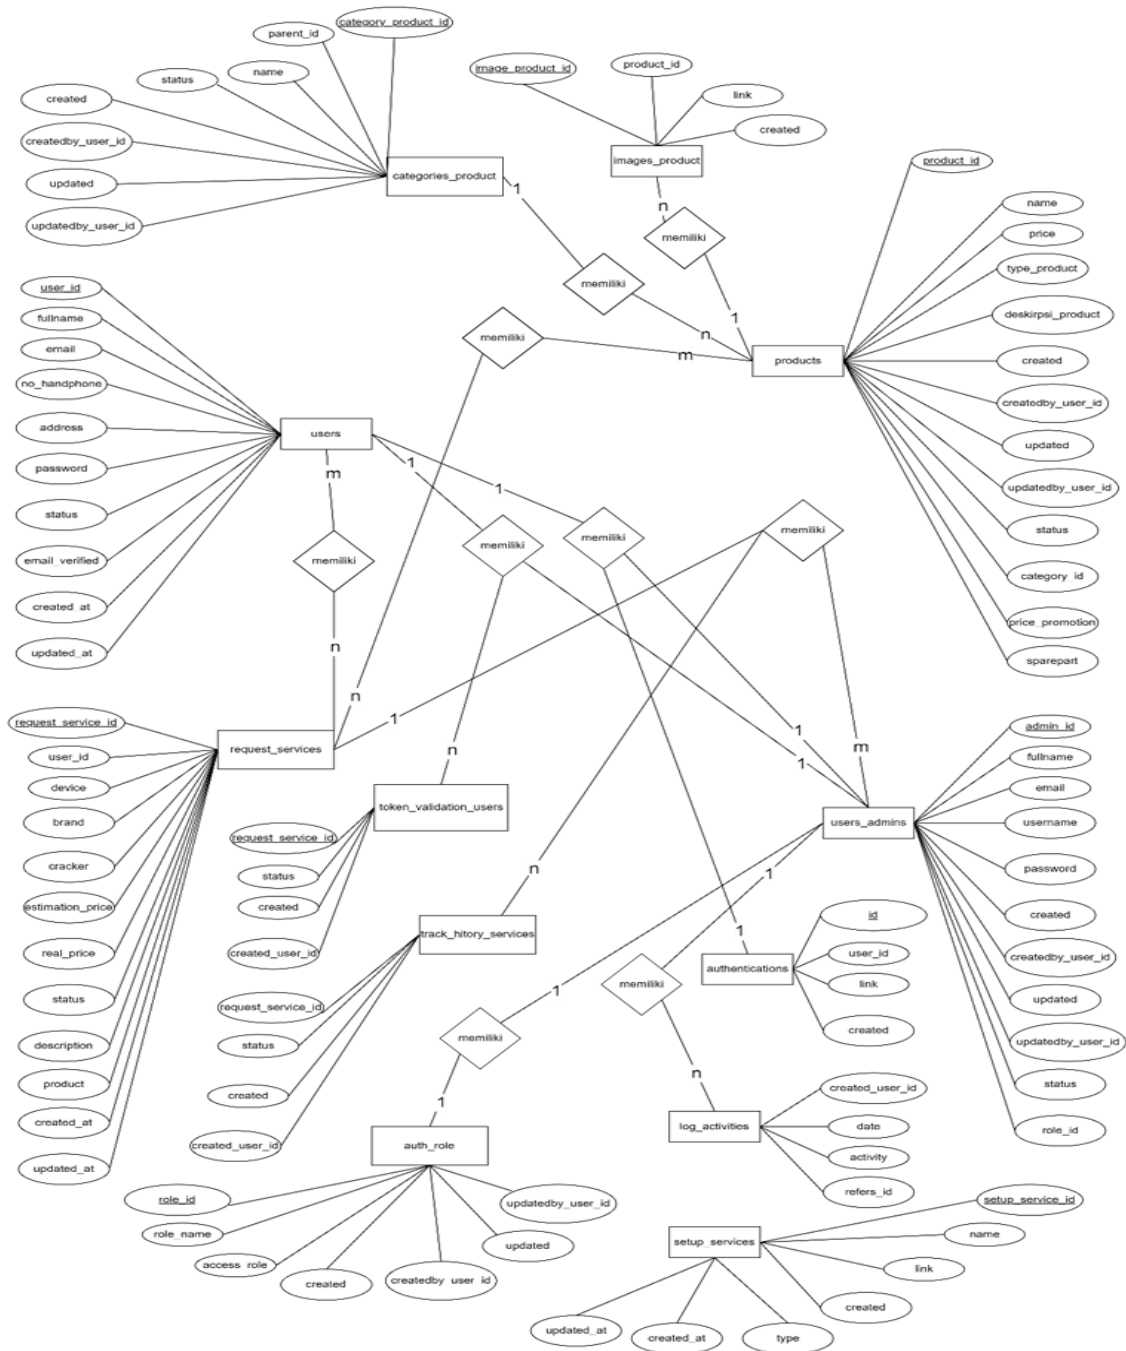 category_product_id
parent_id
name
status
created
createdby_user_id
updated
updatedby_user_id
categories_product
image_product_id
product_id
link
created
images_product
1
n
memiliki
memiliki
1
n
product_id
name
price
type_product
deskirpsi_product
created
createdby_user_id
updated
updatedby_user_id
status
category_id
price_promotion
sparepart
products
memiliki
m
n
user_id
fullname
email
no_handphone
address
password
status
email_verified
created_at
updated_at
users
m
memiliki
n
1
1
memiliki
memiliki
memiliki
1
n
1
1
m
n
1
request_service_id
user_id
device
brand
cracker
estimation_price
real_price
status
description
product
created_at
updated_at
request_services
token_validation_users
request_service_id
status
created
created_user_id
track_hitory_services
request_service_id
status
created
created_user_id
admin_id
fullname
email
username
password
created
createdby_user_id
updated
updatedby_user_id
status
role_id
users_admins
1
1
memiliki
n
memiliki
1
id
user_id
link
created
authentications
created_user_id
date
activity
refers_id
log_activities
auth_role
role_id
role_name
access_role
created
createdby_user_id
updated
updatedby_user_id
setup_services
setup_service_id
name
link
created
type
created_at
updated_at